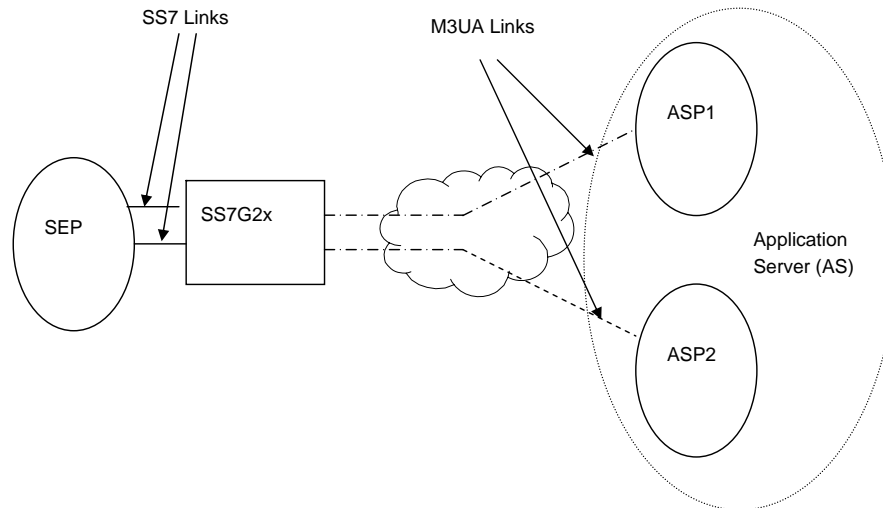 SS7 Links
M3UA Links
ASP1
SEP
SS7G2x
Application
Server (AS)
ASP2